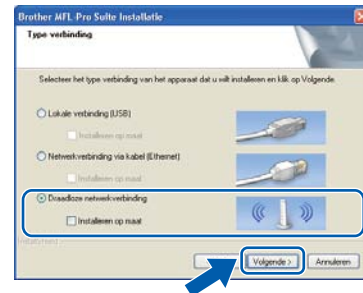 Brother MFL-Pro Suite Installatie
Type verbinding
Selecteer het type verbinding van het apparaat dat u wilt installeren en klik op Volgende.
Lokale verbinding (USB)
Installeren op maat
Netwerkverbinding via kabel (Ethernet)
Installeren op maat
Draadloze netwerkverbinding
Installeren op maat
Volgende >
Annuleren